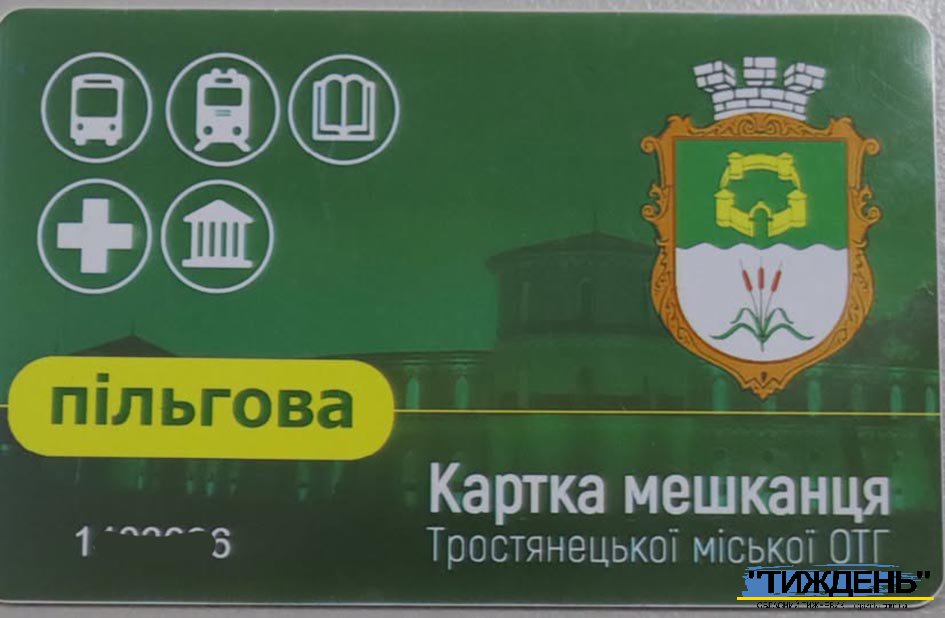 пільгова
Картка мешканця
Тростянецької міської ОТГ
"ТИЖДЕНЬ"